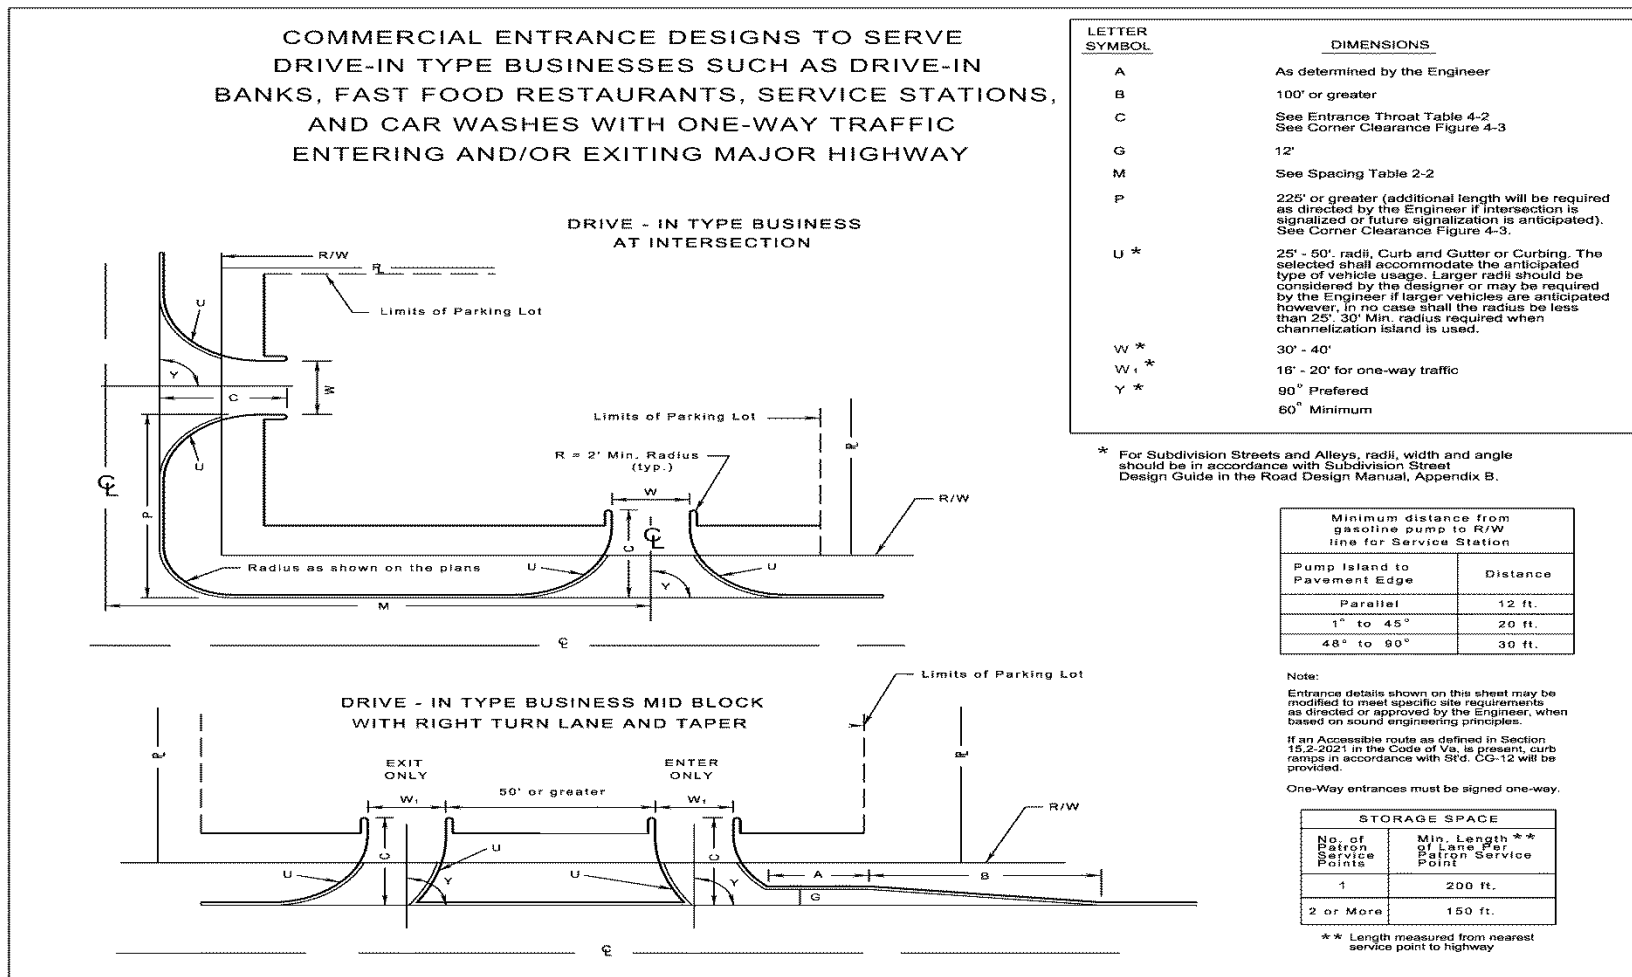 COMMERCIAL ENTRANCE DESIGNS TO SERVE
DRIVE-IN TYPE BUSINESSES SUCH AS DRIVE-IN
BANKS, FAST FOOD RESTAURANTS, SERVICE STATIONS,
AND CAR WASHES WITH ONE-WAY TRAFFIC
ENTERING AND/OR EXITING MAJOR HIGHWAY
DRIVE - IN TYPE BUSINESS
AT INTERSECTION
R/W
PL
Limits of Parking Lot
U
Y
C
W
U
CL
P
Limits of Parking Lot
PL
R = 2' Min. Radius
(typ.)
W
R/W
CL
C
Radius as shown on the plans
U
U
Y
M
CL
Limits of Parking Lot
DRIVE - IN TYPE BUSINESS MID BLOCK
WITH RIGHT TURN LANE AND TAPER
PL
PL
EXIT
ONLY
ENTER
ONLY
W1
50' or greater
W1
R/W
C
U
C
U
Y
U
Y
A
B
G
CL
LETTER
SYMBOL
DIMENSIONS
A As determined by the Engineer
B 100' or greater
C See Entrance Throat Table 4-2
See Corner Clearance Figure 4-3
G 12'
M See Spacing Table 2-2
P 225' or greater (additional length will be required
as directed by the Engineer if intersection is
signalized or future signalization is anticipated).
See Corner Clearance Figure 4-3.
U * 25' - 50'. radii, Curb and Gutter or Curbing. The
selected shall accommodate the anticipated
type of vehicle usage. Larger radii should be
considered by the designer or may be required
by the Engineer if larger vehicles are anticipated
however, in no case shall the radius be less
than 25'. 30' Min. radius required when
channelization island is used.
W * 30' - 40'
W1 * 16' - 20' for one-way traffic
Y * 90° Prefered
60° Minimum
* For Subdivision Streets and Alleys, radii, width and angle
should be in accordance with Subdivision Street
Design Guide in the Road Design Manual, Appendix B.
Minimum distance from
gasoline pump to R/W
line for Service Station
Pump Island to
Pavement Edge
Distance
Parallel 12 ft.
1° to 45° 20 ft.
48° to 90° 30 ft.
Note:
Entrance details shown on this sheet may be
modified to meet specific site requirements
as directed or approved by the Engineer, when
based on sound engineering principles.
If an Accessible route as defined in Section
15.2-2021 in the Code of Va. is present, curb
ramps in accordance with St'd. CG-12 will be
provided.
One-Way entrances must be signed one-way.
STORAGE SPACE
No. of
Patron
Service
Points
Min. Length **
of Lane Per
Patron Service
Point
1 200 ft.
2 or More 150 ft.
** Length measured from nearest
service point to highway